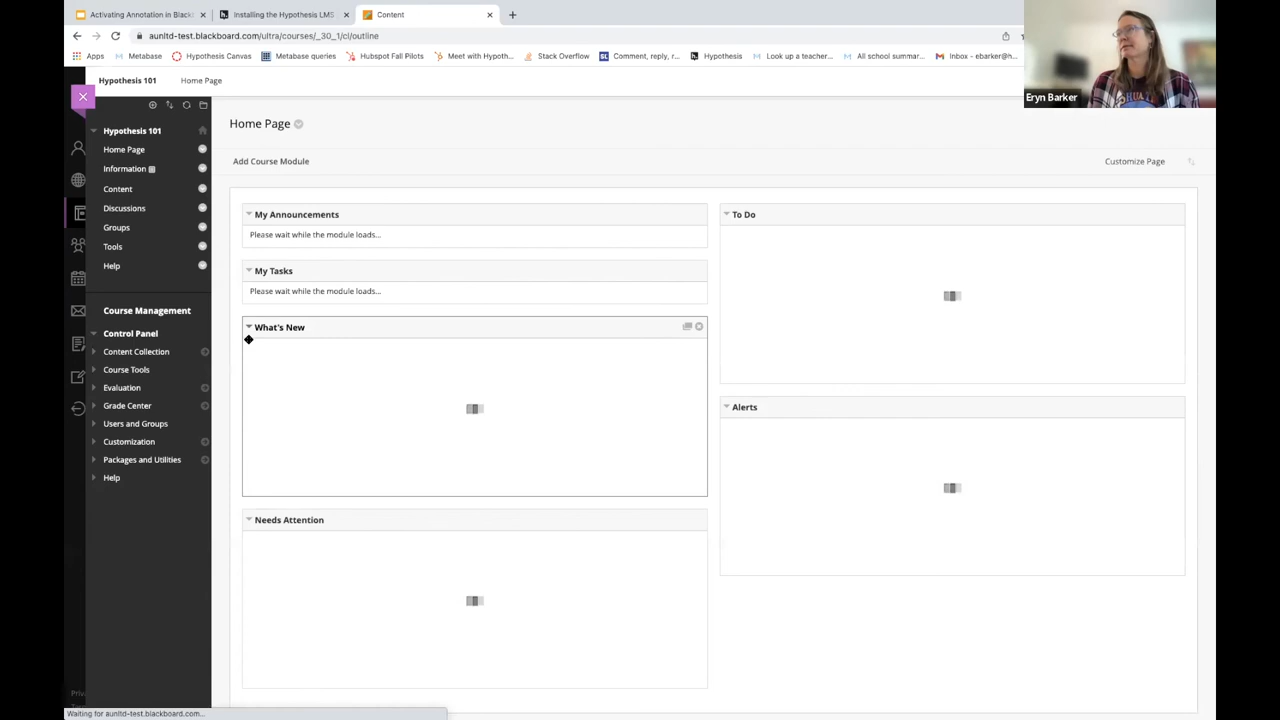 Activating Annotation in Black
Installing the Hypothesis LMS
Content
aunltd-test.blackboard.com/ultra/courses/_30_1/cl/outline
Apps
Metabase
Hypothesis Canvas
Metabase queries
Hubspot Fall Pilots
Meet with Hypoth...
Stack Overflow
Comment, reply, r...
Hypothesis
Look up a teacher...
All school summar...
Inbox - ebarker@h...
Eryn Barker
Hypothesis 101
Home Page
Hypothesis 101
Home Page
Information
Content
Discussions
Groups
Tools
Help
Course Management
Control Panel
Content Collection
Course Tools
Evaluation
Grade Center
Users and Groups
Customization
Packages and Utilities
Help
Home Page
Add Course Module
Customize Page
My Announcements
Please wait while the module loads...
My Tasks
Please wait while the module loads...
What's New
Needs Attention
To Do
Alerts
Priva
Waiting for aunltd-test.blackboard.com...